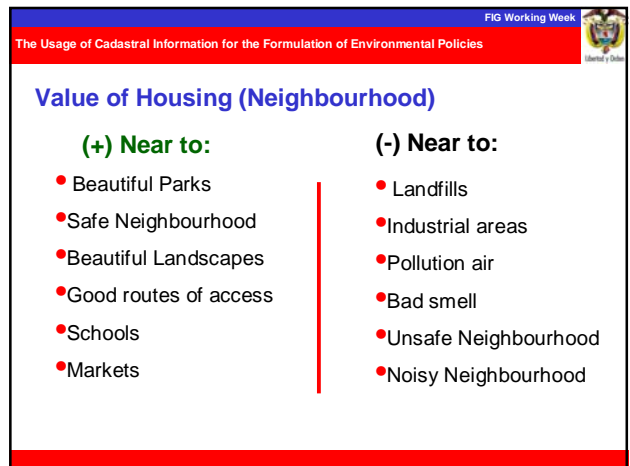 FIG Working Week
The Usage of Cadastral Information for the Formulation of Environmental Policies
Libertad y Orden
Value of Housing (Neighbourhood)
(+) Near to:
• Beautiful Parks
•Safe Neighbourhood
•Beautiful Landscapes
•Good routes of access
•Schools
•Markets
(-) Near to:
• Landfills
•Industrial areas
•Pollution air
•Bad smell
•Unsafe Neighbourhood
•Noisy Neighbourhood